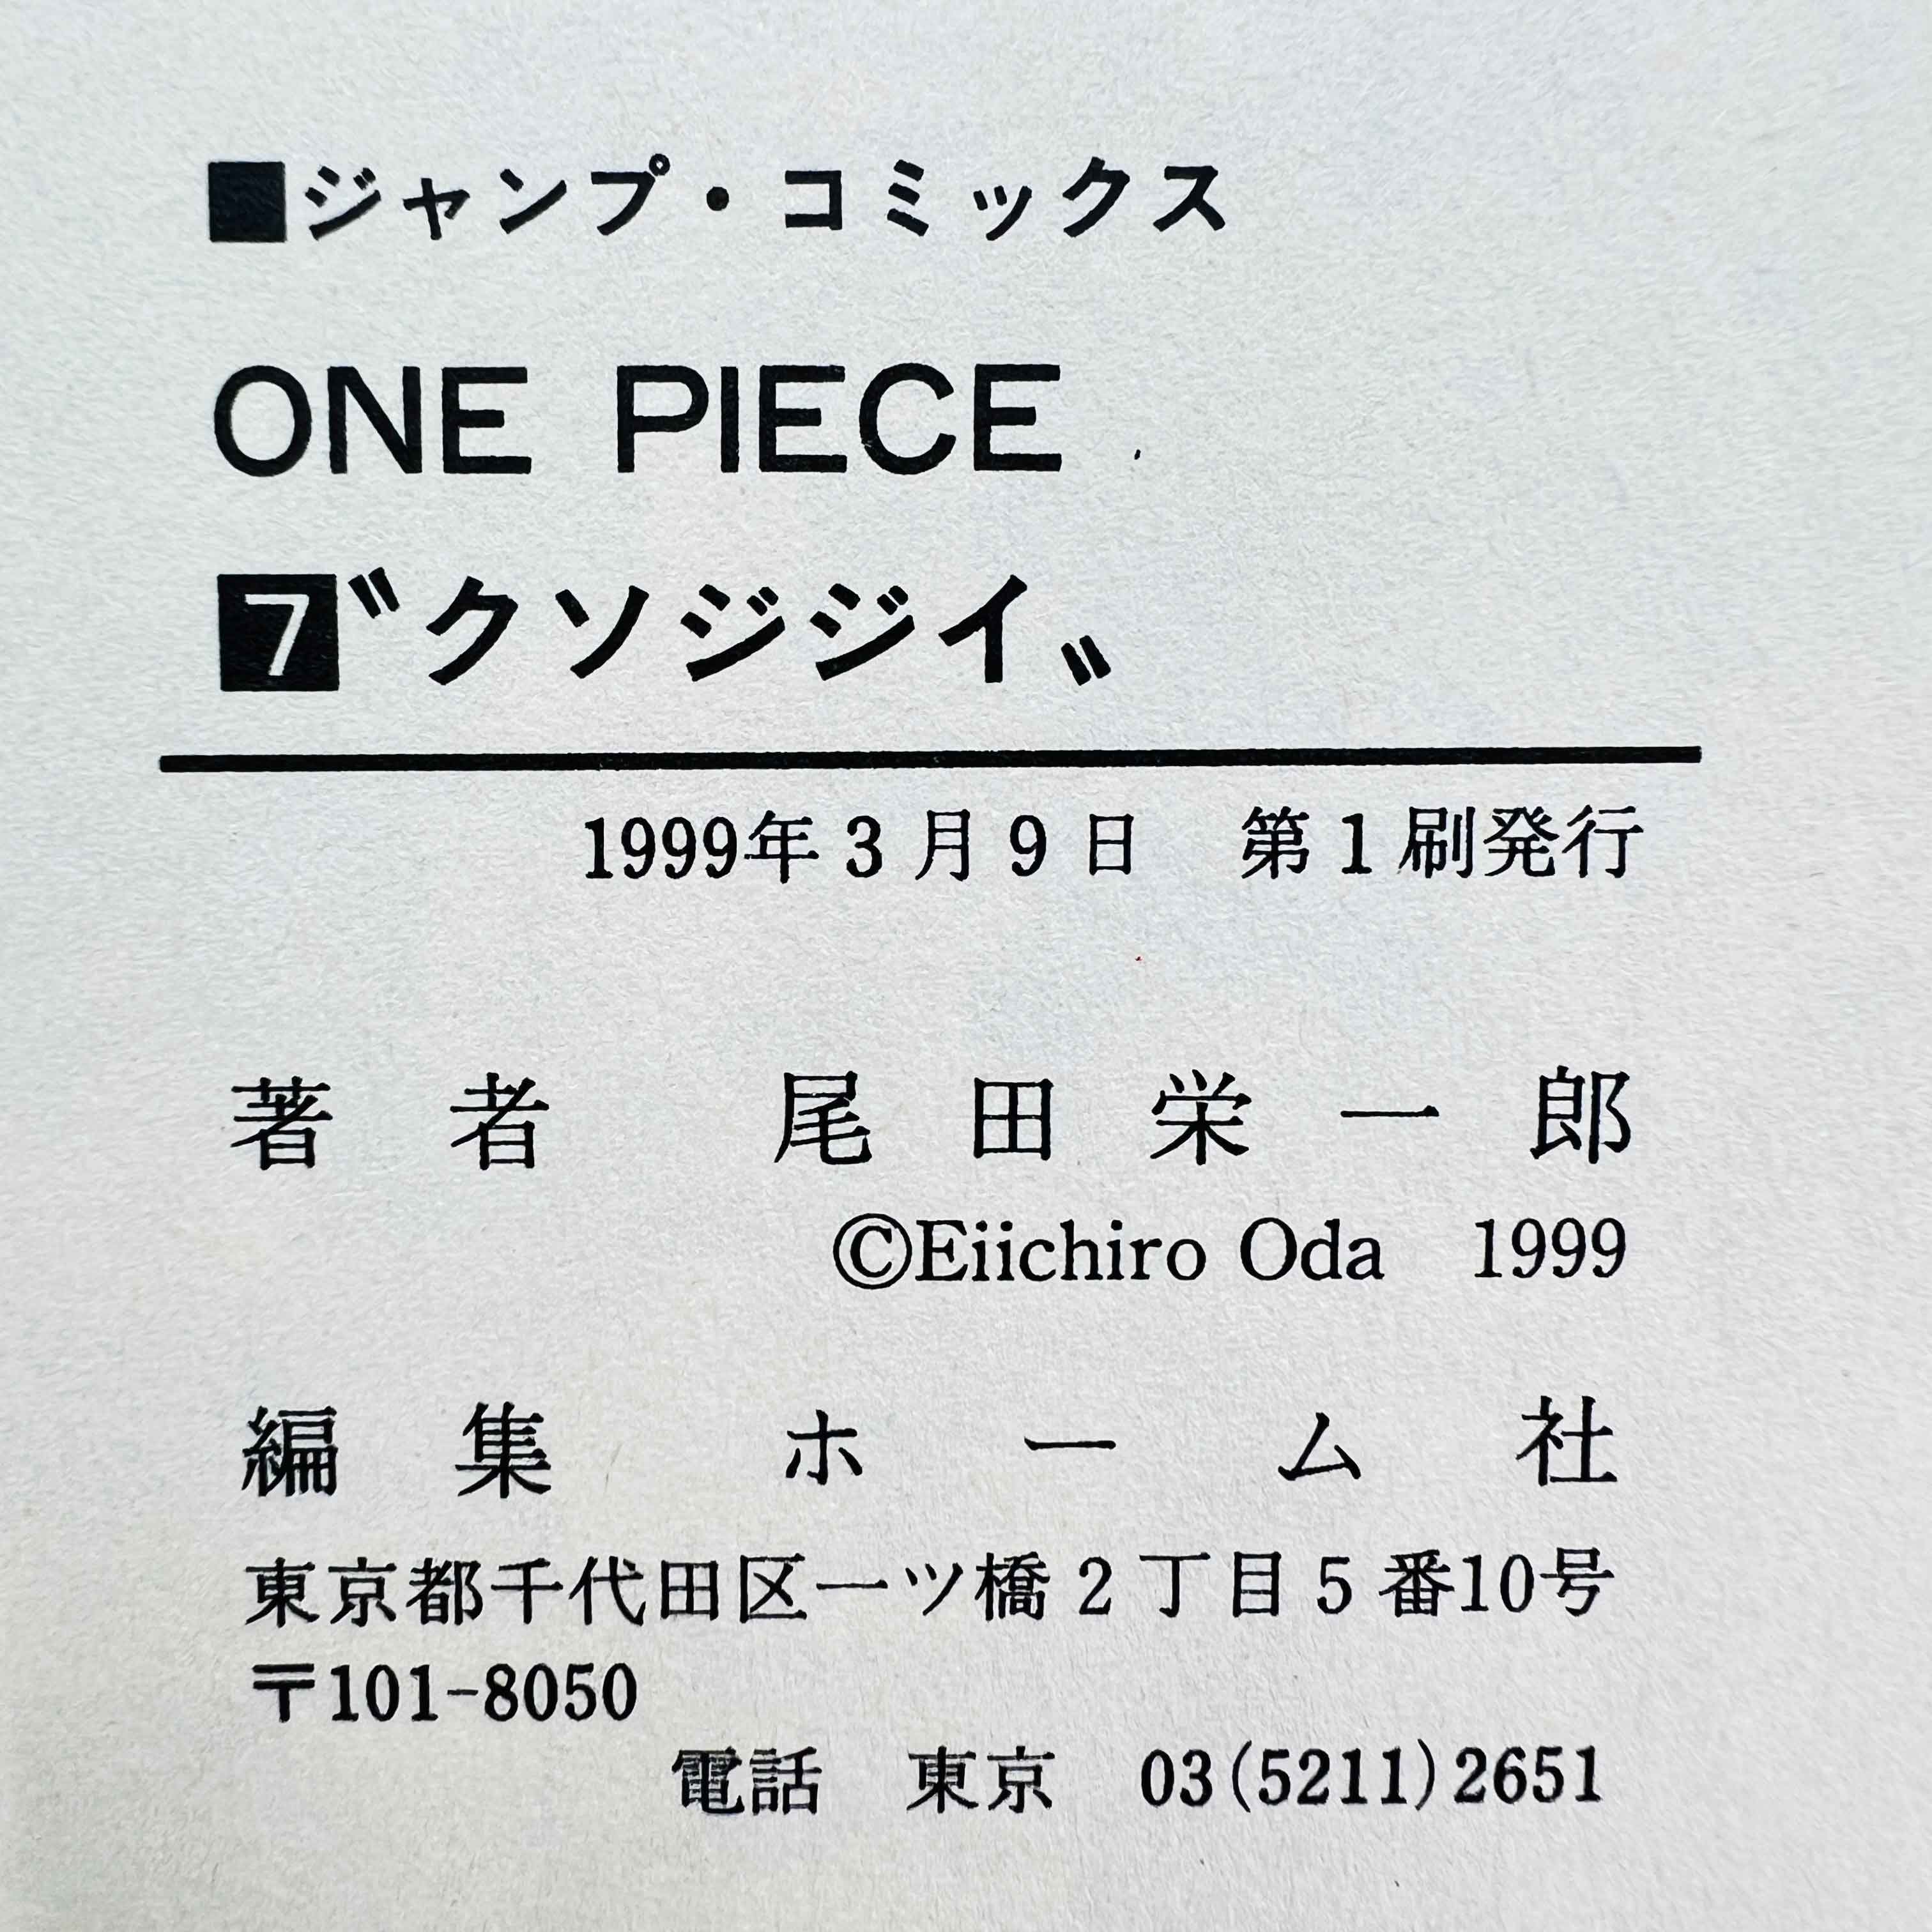 ■ジャンプ・コミックス
ONE PIECE
7〝クソジジイ〟
1999年3月9日　第1刷発行
著者　尾田栄一郎
©Eiichiro Oda　1999
編集　ホーム社
東京都千代田区一ツ橋2丁目5番10号
〒101-8050
電話　東京　03(5211)2651